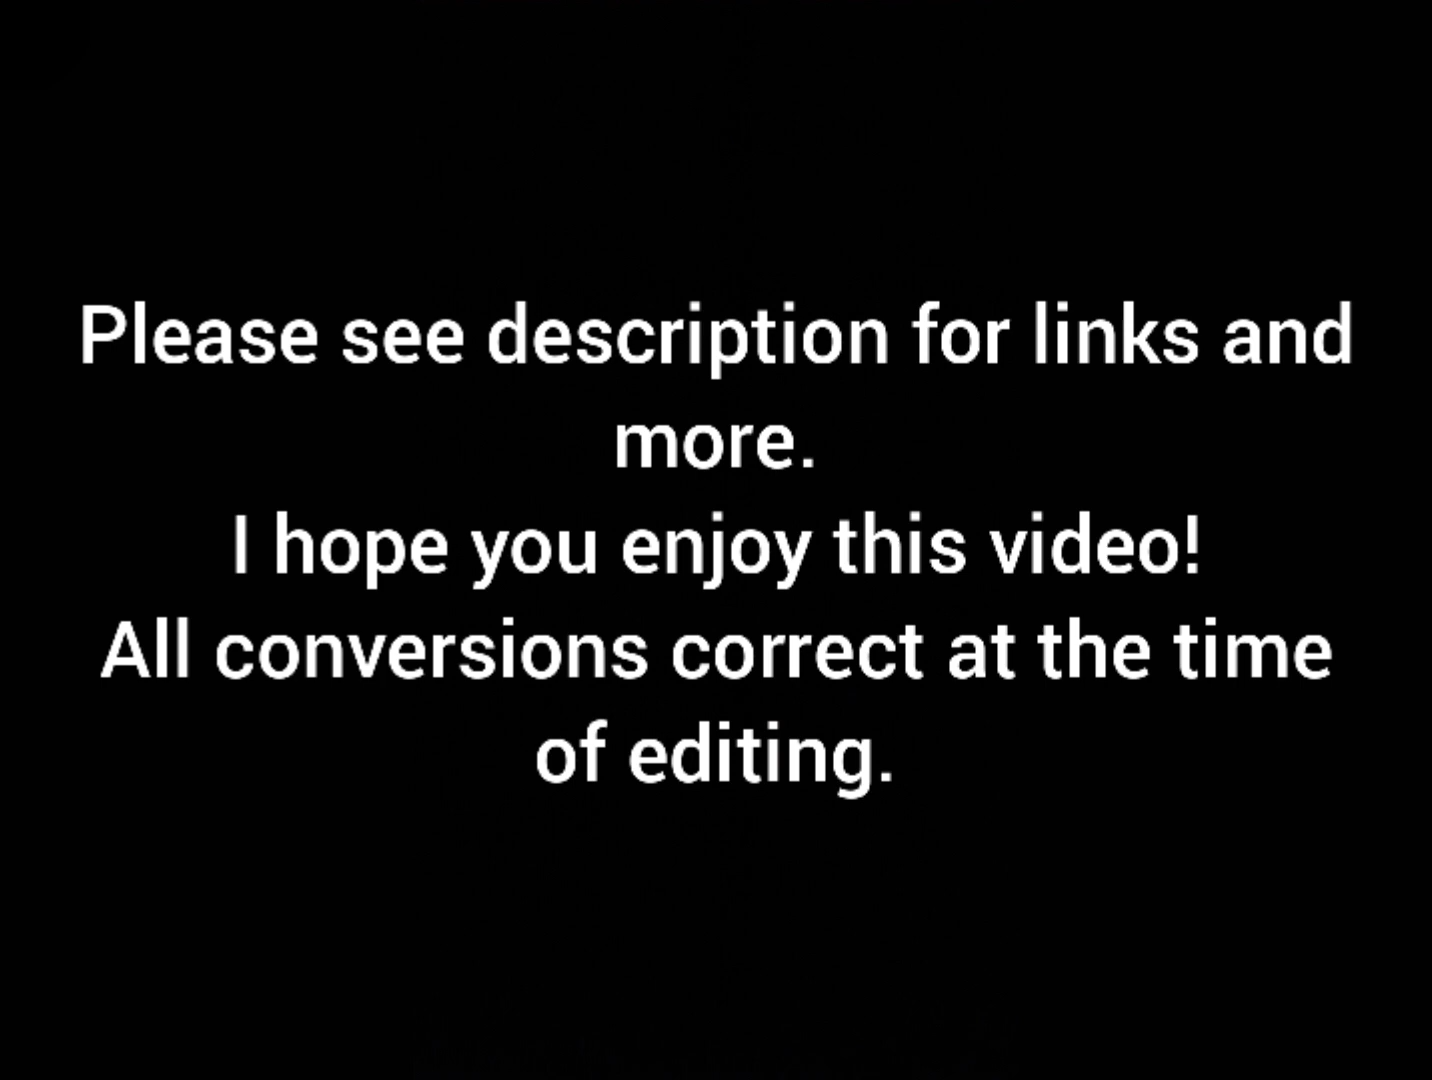 Please see description for links and
more.
I hope you enjoy this video!
All conversions correct at the time
of editing.